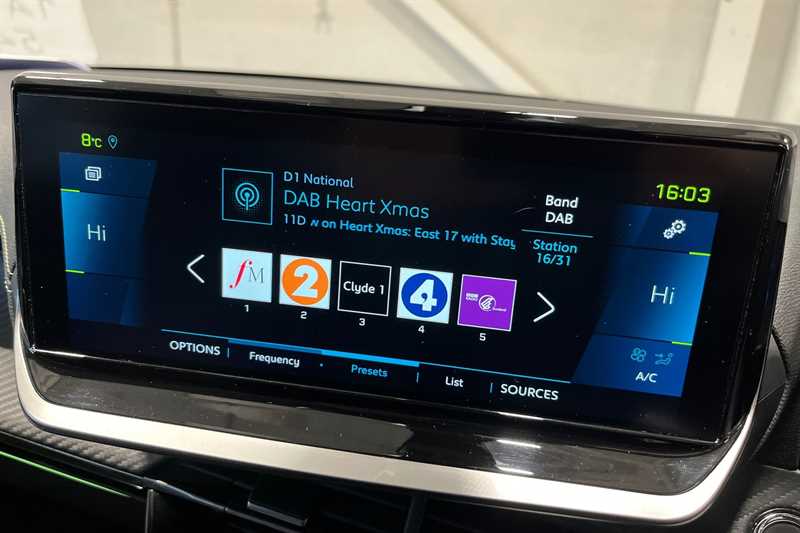 8°C
16:03
D1 National
DAB Heart Xmas
11D w on Heart Xmas: East 17 with Stay
Band
DAB
Station
16/31
Hi
Hi
fM
2
Clyde 1
4
1
2
3
4
5
A/C
OPTIONS
Frequency
Presets
List
SOURCES